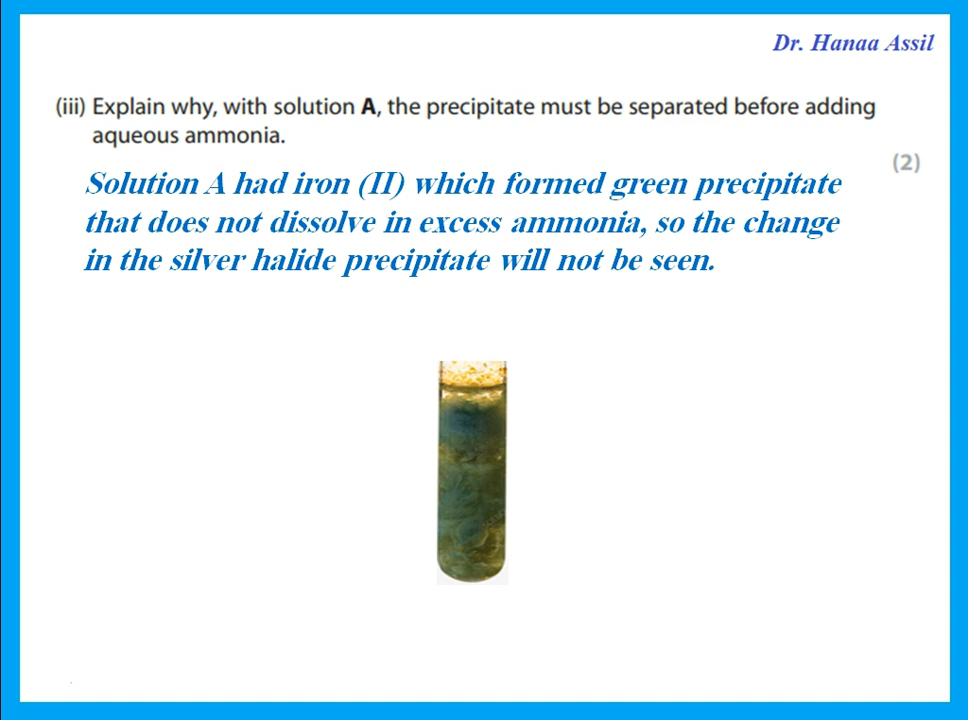 Dr. Hanaa Assil
(iii) Explain why, with solution A, the precipitate must be separated before adding
aqueous ammonia.
(2)
Solution A had iron (II) which formed green precipitate
that does not dissolve in excess ammonia, so the change
in the silver halide precipitate will not be seen.